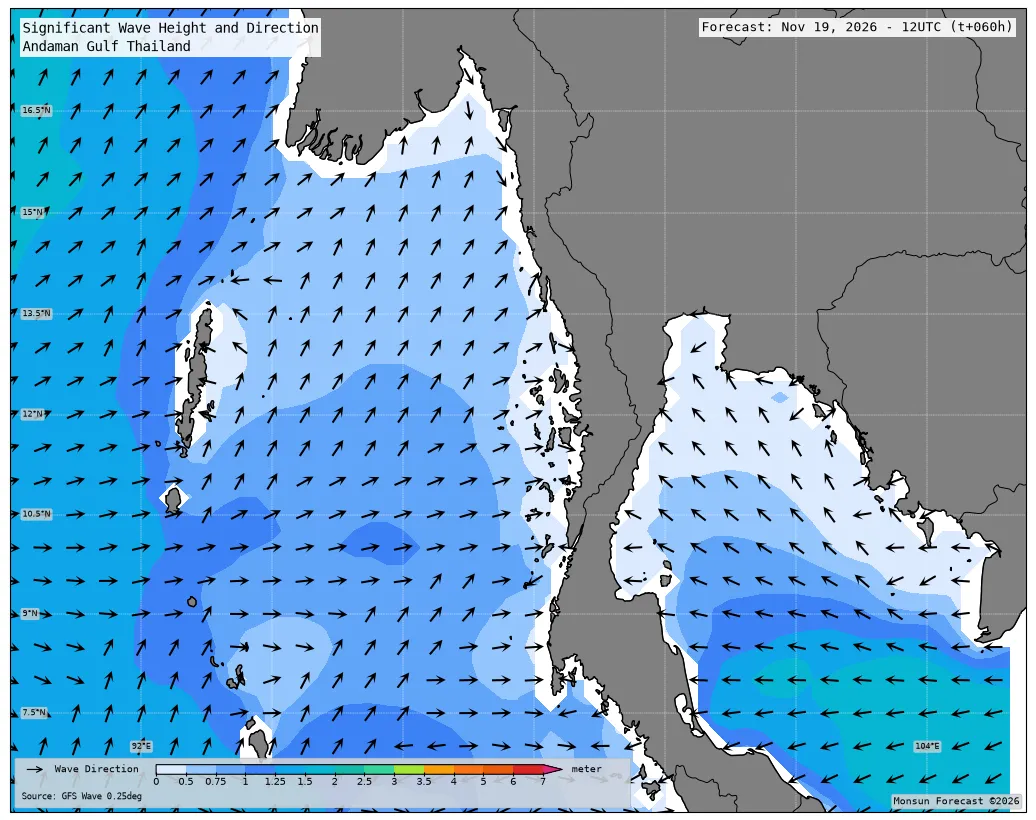 Significant Wave Height and Direction
Andaman Gulf Thailand
Forecast: Nov 19, 2026 - 12UTC (t+060h)
16.5°N
15°N
13.5°N
12°N
10.5°N
9°N
7.5°N
92°E
104°E
Wave Direction
0.5 0.75 1 1.25 1.5 2 2.5 3 3.5 4 5 6 7
meter
Source: GFS Wave 0.25deg
Monsun Forecast ©2026